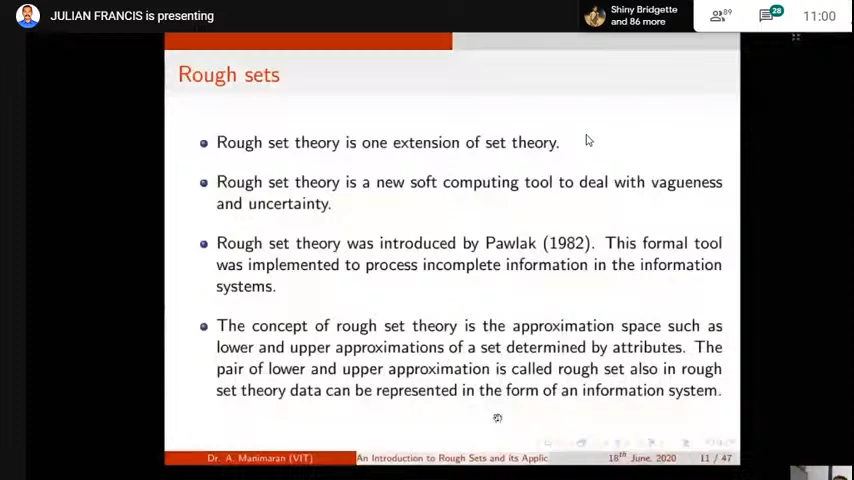 JULIAN FRANCIS is presenting
Shiny Bridgette
and 86 more
89
28
11:00
Rough sets
Rough set theory is one extension of set theory.
Rough set theory is a new soft computing tool to deal with vagueness
and uncertainty.
Rough set theory was introduced by Pawlak (1982). This formal tool
was implemented to process incomplete information in the information
systems.
The concept of rough set theory is the approximation space such as
lower and upper approximations of a set determined by attributes. The
pair of lower and upper approximation is called rough set also in rough
set theory data can be represented in the form of an information system.
Dr. A. Manimaran (VIT)
An Introduction to Rough Sets and its Applic
18th June, 2020
11 / 47